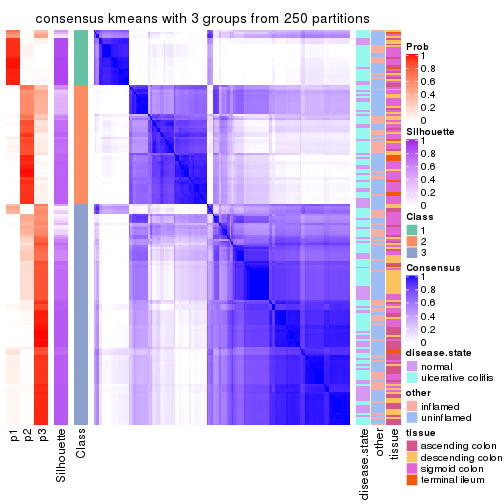 consensus kmeans with 3 groups from 250 partitions
Prob
1
0.8
0.6
0.4
0.2
0
Silhouette
1
0.8
0.6
0.4
0.2
0
Class
1
2
3
Consensus
1
0.8
0.6
0.4
0.2
0
disease.state
normal
ulcerative colitis
other
inflamed
uninflamed
tissue
ascending colon
descending colon
sigmoid colon
terminal ileum
p1
p2
p3
Silhouette
Class
disease.state
other
tissue